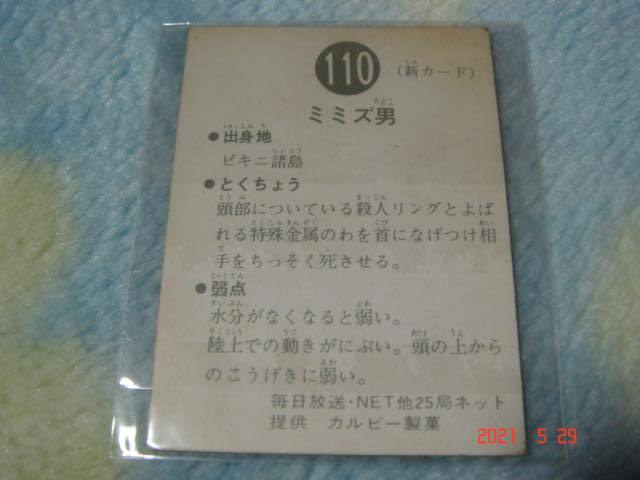 110
(新カード)
ミミズ男
●出身地
ビキニ諸島
●とくちょう
頭部についている殺人リングとよば
れる特殊金属のわを首になげつけ相
手をちっそく死させる。
●弱点
水分がなくなると弱い。
陸上での動きがにぶい。頭の上から
のこうげきに弱い。
毎日放送・NET他25局ネット
提供 カルビー製菓
2021 5 29